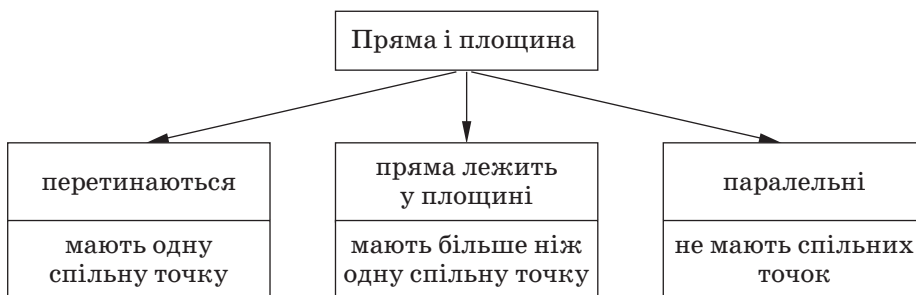 Пряма і площина
перетинаються
мають одну
спільну точку
пряма лежить
у площині
мають більше ніж
одну спільну точку
паралельні
не мають спільних
точок